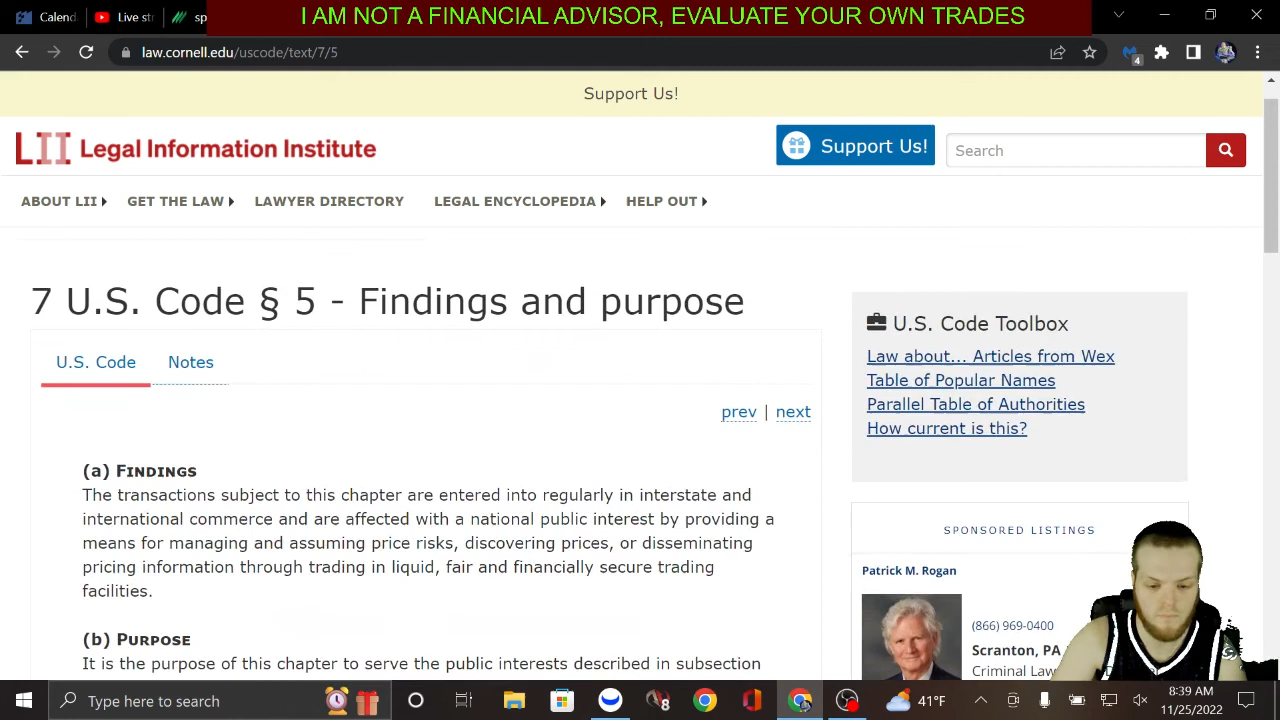 I AM NOT A FINANCIAL ADVISOR, EVALUATE YOUR OWN TRADES
Calend
Live str
sp
law.cornell.edu/uscode/text/7/5
4
Support Us!
LII Legal Information Institute
Support Us!
Search
ABOUT LII
GET THE LAW
LAWYER DIRECTORY
LEGAL ENCYCLOPEDIA
HELP OUT
7 U.S. Code § 5 - Findings and purpose
U.S. Code
Notes
prev | next
(a) FINDINGS
The transactions subject to this chapter are entered into regularly in interstate and
international commerce and are affected with a national public interest by providing a
means for managing and assuming price risks, discovering prices, or disseminating
pricing information through trading in liquid, fair and financially secure trading
facilities.
(b) PURPOSE
It is the purpose of this chapter to serve the public interests described in subsection
U.S. Code Toolbox
Law about... Articles from Wex
Table of Popular Names
Parallel Table of Authorities
How current is this?
SPONSORED LISTINGS
Patrick M. Rogan
(866) 969-0400
Scranton, PA
Criminal Law
Type here to search
8
41°F
8:39 AM
11/25/2022